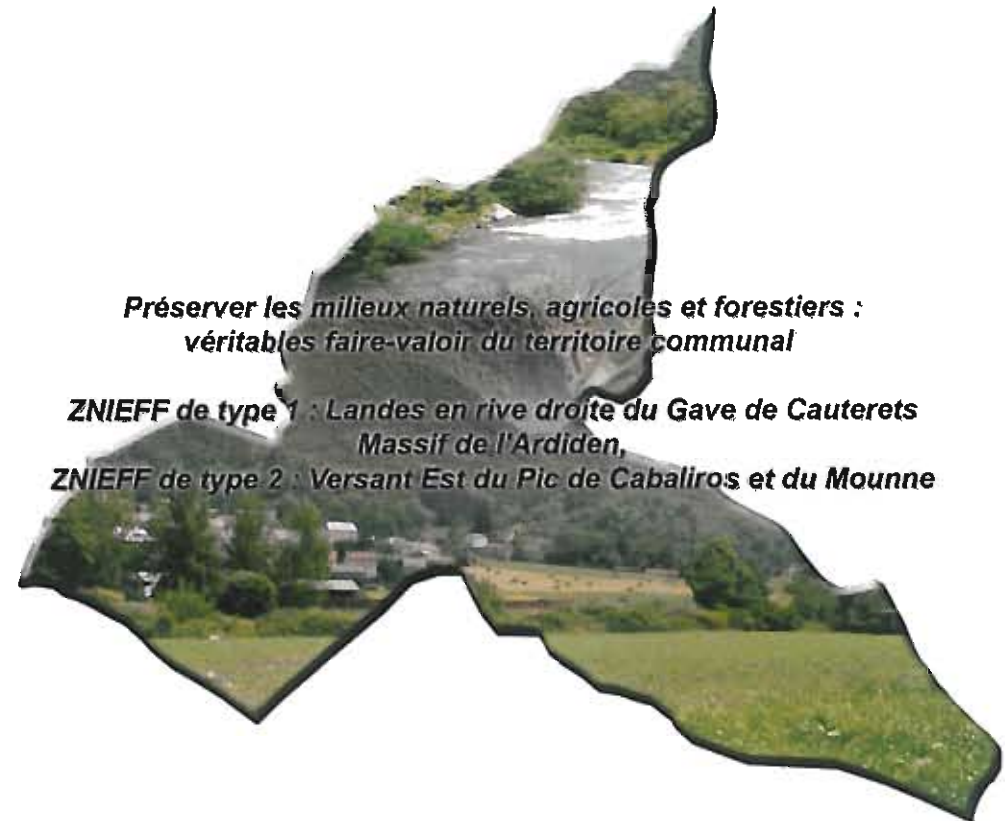 Préserver les milieux naturels, agricoles et forestiers :
véritables faire-valoir du territoire communal
ZNIEFF de type 1 : Landes en rive droite du Gave de Cauterets
Massif de l'Ardiden,
ZNIEFF de type 2 : Versant Est du Pic de Cabaliros et du Mounne